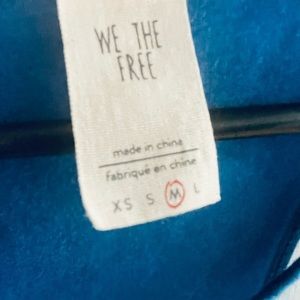 WE THE
FREE
made in china
fabriqué en chine
XS S M L